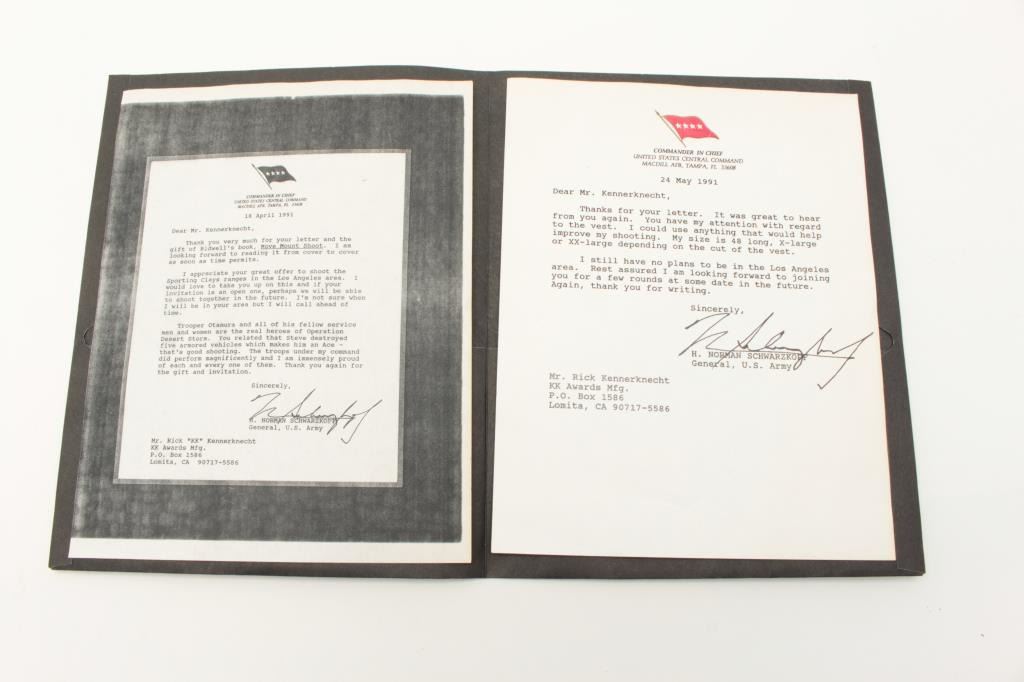 COMMANDER IN CHIEF
UNITED STATES CENTRAL COMMAND
MACDILL AFB, TAMPA, FL 33608
18 April 1991
Dear Mr. Kennerknecht,
Thank you very much for your letter and the
gift of Bidwell's book, Move Mount Shoot. I am
looking forward to reading it from cover to cover
as soon as time permits.
I appreciate your great offer to shoot the
Sporting Clays ranges in the Los Angeles area. I
would love to take you up on this and if your
invitation is an open one, perhaps we will be able
to shoot together in the future. I'm not sure when
I will be in your area but I will call ahead of
time.
Trooper Otamura and all of his fellow service
men and women are the real heroes of Operation
Desert Storm. You related that Steve destroyed
five armored vehicles which makes him an Ace -
that's good shooting. The troops under my command
did perform magnificently and I am immensely proud
of each and every one of them. Thank you again for
the gift and invitation.
Sincerely,
H. NORMAN SCHWARZKOPF
General, U.S. Army
Mr. Rick "KK" Kennerknecht
KK Awards Mfg.
P.O. Box 1586
Lomita, CA 90717-5586
COMMANDER IN CHIEF
UNITED STATES CENTRAL COMMAND
MACDILL AFB, TAMPA, FL 33608
24 May 1991
Dear Mr. Kennerknecht,
Thanks for your letter. It was great to hear
from you again. You have my attention with regard
to the vest. I could use anything that would help
improve my shooting. My size is 48 long, X-large
or XX-large depending on the cut of the vest.
I still have no plans to be in the Los Angeles
area. Rest assured I am looking forward to joining
you for a few rounds at some date in the future.
Again, thank you for writing.
Sincerely,
H. NORMAN SCHWARZKOPF
General, U.S. Army
Mr. Rick Kennerknecht
KK Awards Mfg.
P.O. Box 1586
Lomita, CA 90717-5586